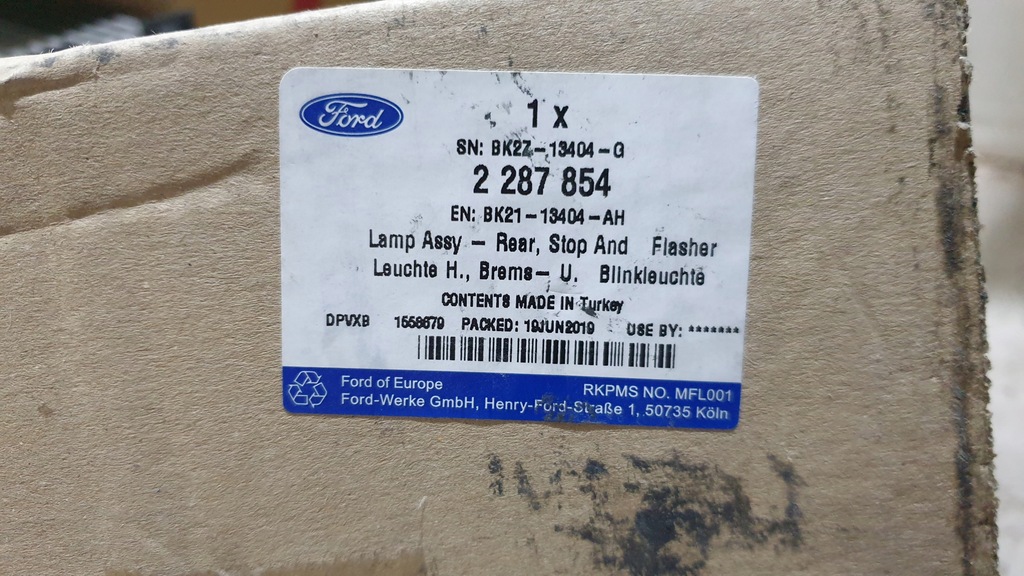 Ford
1 x
SN: BK2Z-13404-G
2 287 854
EN: BK21-13404-AH
Lamp Assy - Rear, Stop And Flasher
Leuchte H., Brems- U. Blinkleuchte
CONTENTS MADE IN Turkey
DPVXB 1556679 PACKED: 19JUN2019 USE BY: *******
Ford of Europe RKPMS NO. MFL001
Ford-Werke GmbH, Henry-Ford-Straße 1, 50735 Köln